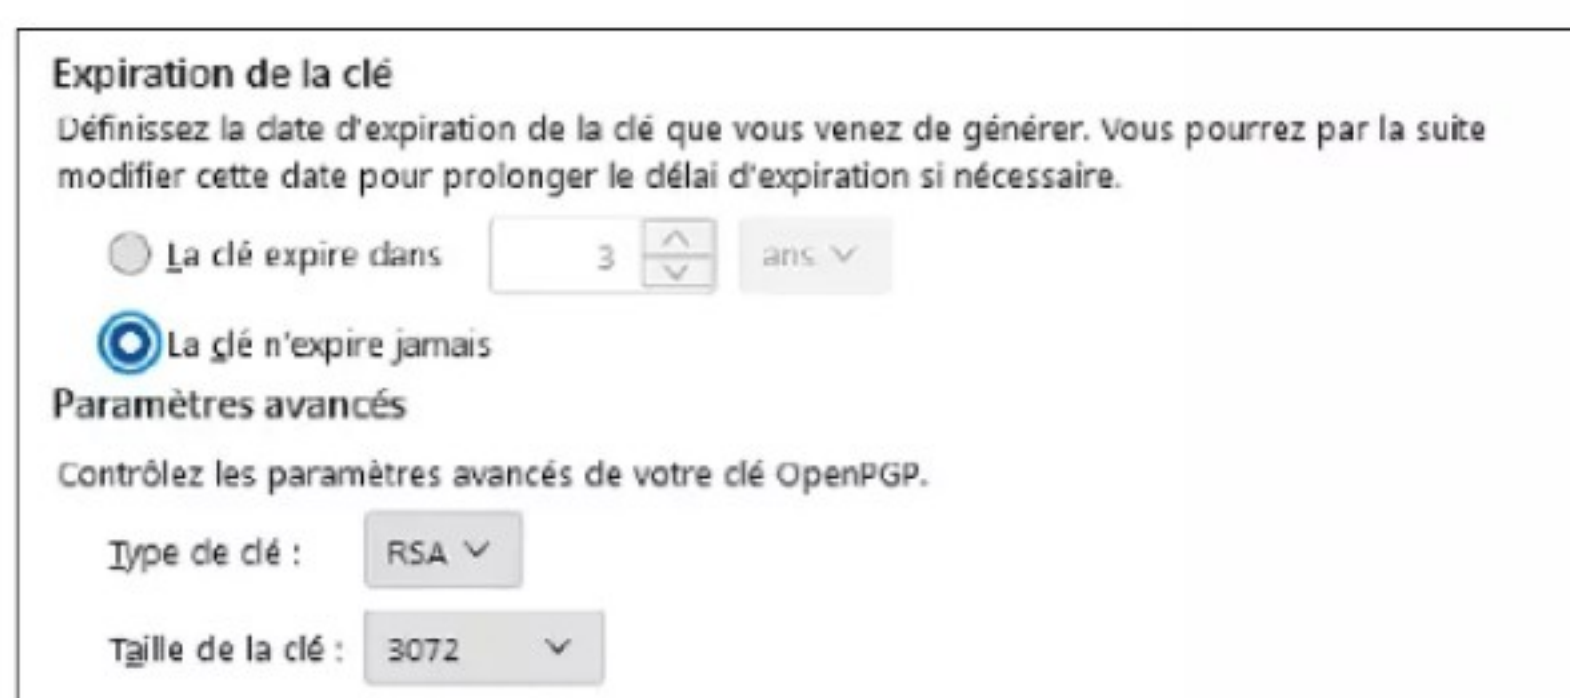 Expiration de la clé
Définissez la date d'expiration de la clé que vous venez de générer. Vous pourrez par la suite
modifier cette date pour prolonger le délai d'expiration si nécessaire.
La clé expire dans 3 ans
La clé n'expire jamais
Paramètres avancés
Contrôlez les paramètres avancés de votre clé OpenPGP.
Type de clé : RSA
Taille de la clé : 3072